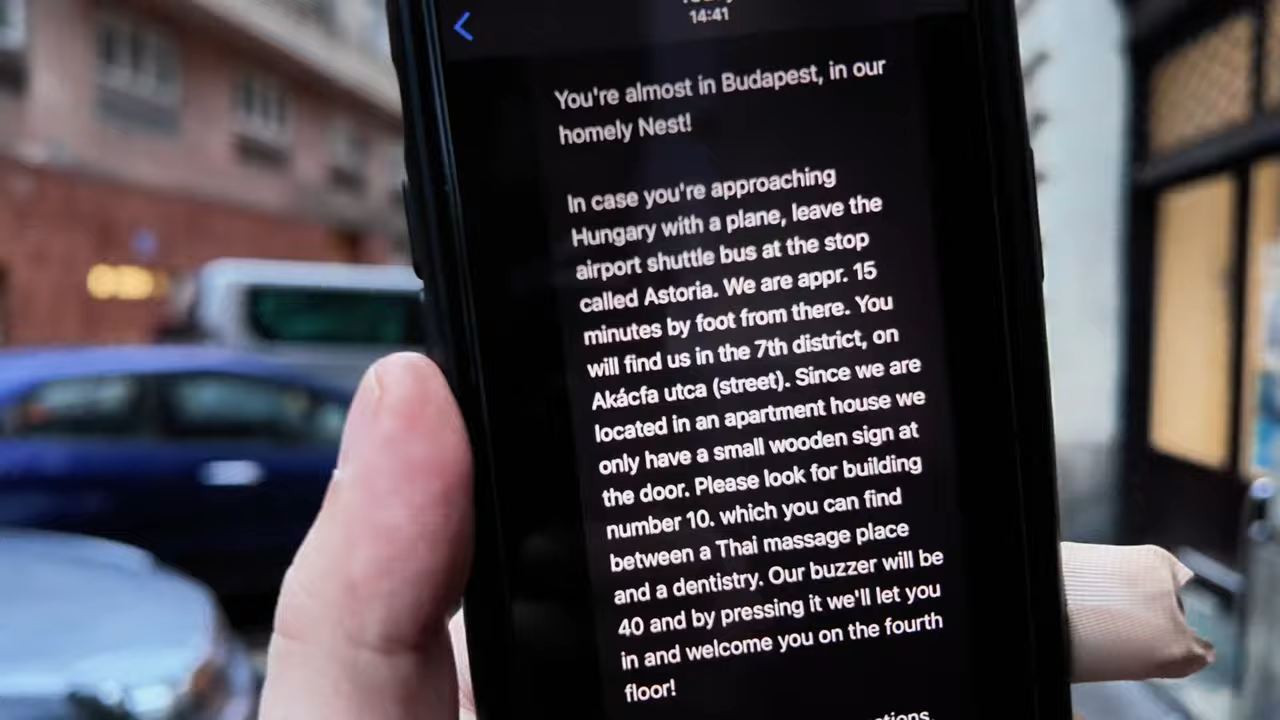 14:41
You're almost in Budapest, in our
homely Nest!
In case you're approaching
Hungary with a plane, leave the
airport shuttle bus at the stop
called Astoria. We are appr. 15
minutes by foot from there. You
will find us in the 7th district, on
Akácfa utca (street). Since we are
located in an apartment house we
only have a small wooden sign at
the door. Please look for building
number 10. which you can find
between a Thai massage place
and a dentistry. Our buzzer will be
40 and by pressing it we'll let you
in and welcome you on the fourth
floor!